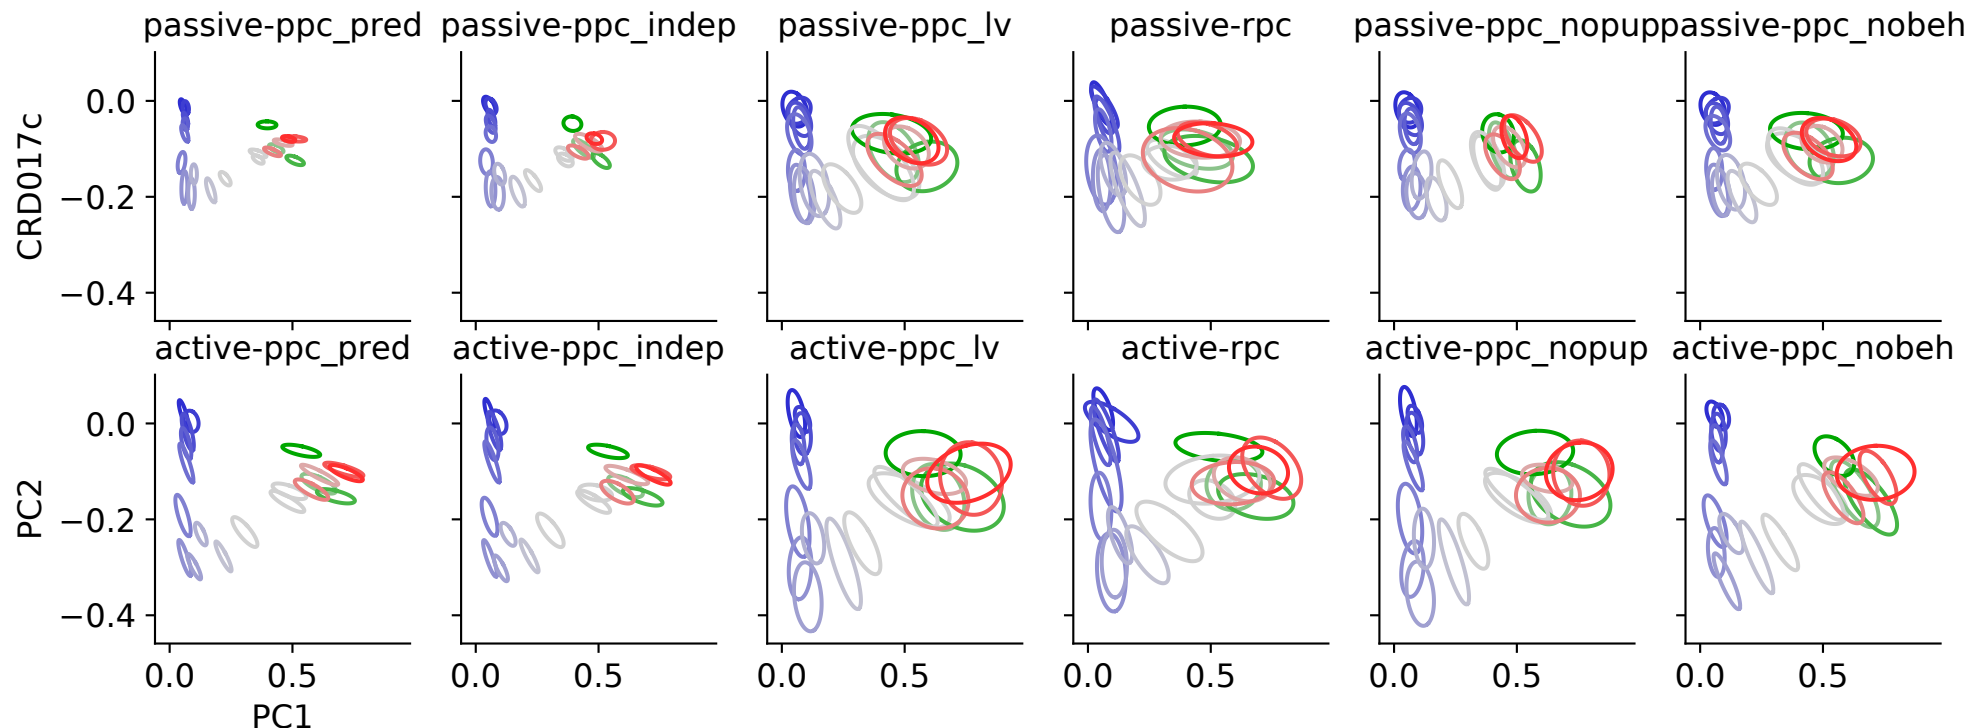 passive-ppc_pred
passive-ppc_indep
passive-ppc_lv
passive-rpc
passive-ppc_nopup
passive-ppc_nobeh
CRD017c
0.0
−0.2
−0.4
active-ppc_pred
active-ppc_indep
active-ppc_lv
active-rpc
active-ppc_nopup
active-ppc_nobeh
PC2
0.0
−0.2
−0.4
0.0 0.5
0.0 0.5
0.0 0.5
0.0 0.5
0.0 0.5
0.0 0.5
PC1